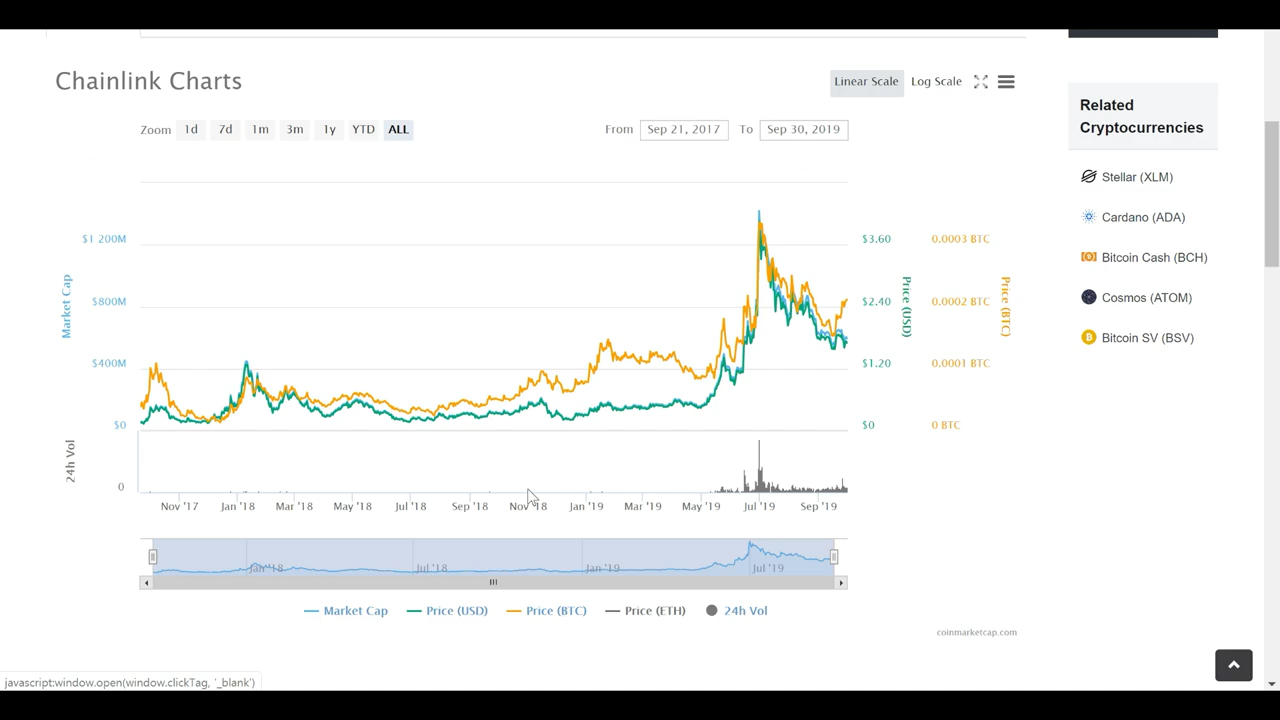 Chainlink Charts
Linear Scale Log Scale
Zoom 1d 7d 1m 3m 1y YTD ALL
From Sep 21, 2017 To Sep 30, 2019
Market Cap
$1 200M
$800M
$400M
$0
24h Vol
0
$3.60
$2.40
$1.20
$0
Price (USD)
0.0003 BTC
0.0002 BTC
0.0001 BTC
0 BTC
Price (BTC)
Nov '17 Jan '18 Mar '18 May '18 Jul '18 Sep '18 Nov '18 Jan '19 Mar '19 May '19 Jul '19 Sep '19
Jan '18 Jul '18 Jan '19 Jul '19
Market Cap Price (USD) Price (BTC) Price (ETH) 24h Vol
coinmarketcap.com
Related
Cryptocurrencies
Stellar (XLM)
Cardano (ADA)
Bitcoin Cash (BCH)
Cosmos (ATOM)
Bitcoin SV (BSV)
javascript:window.open(window.clickTag, '_blank')